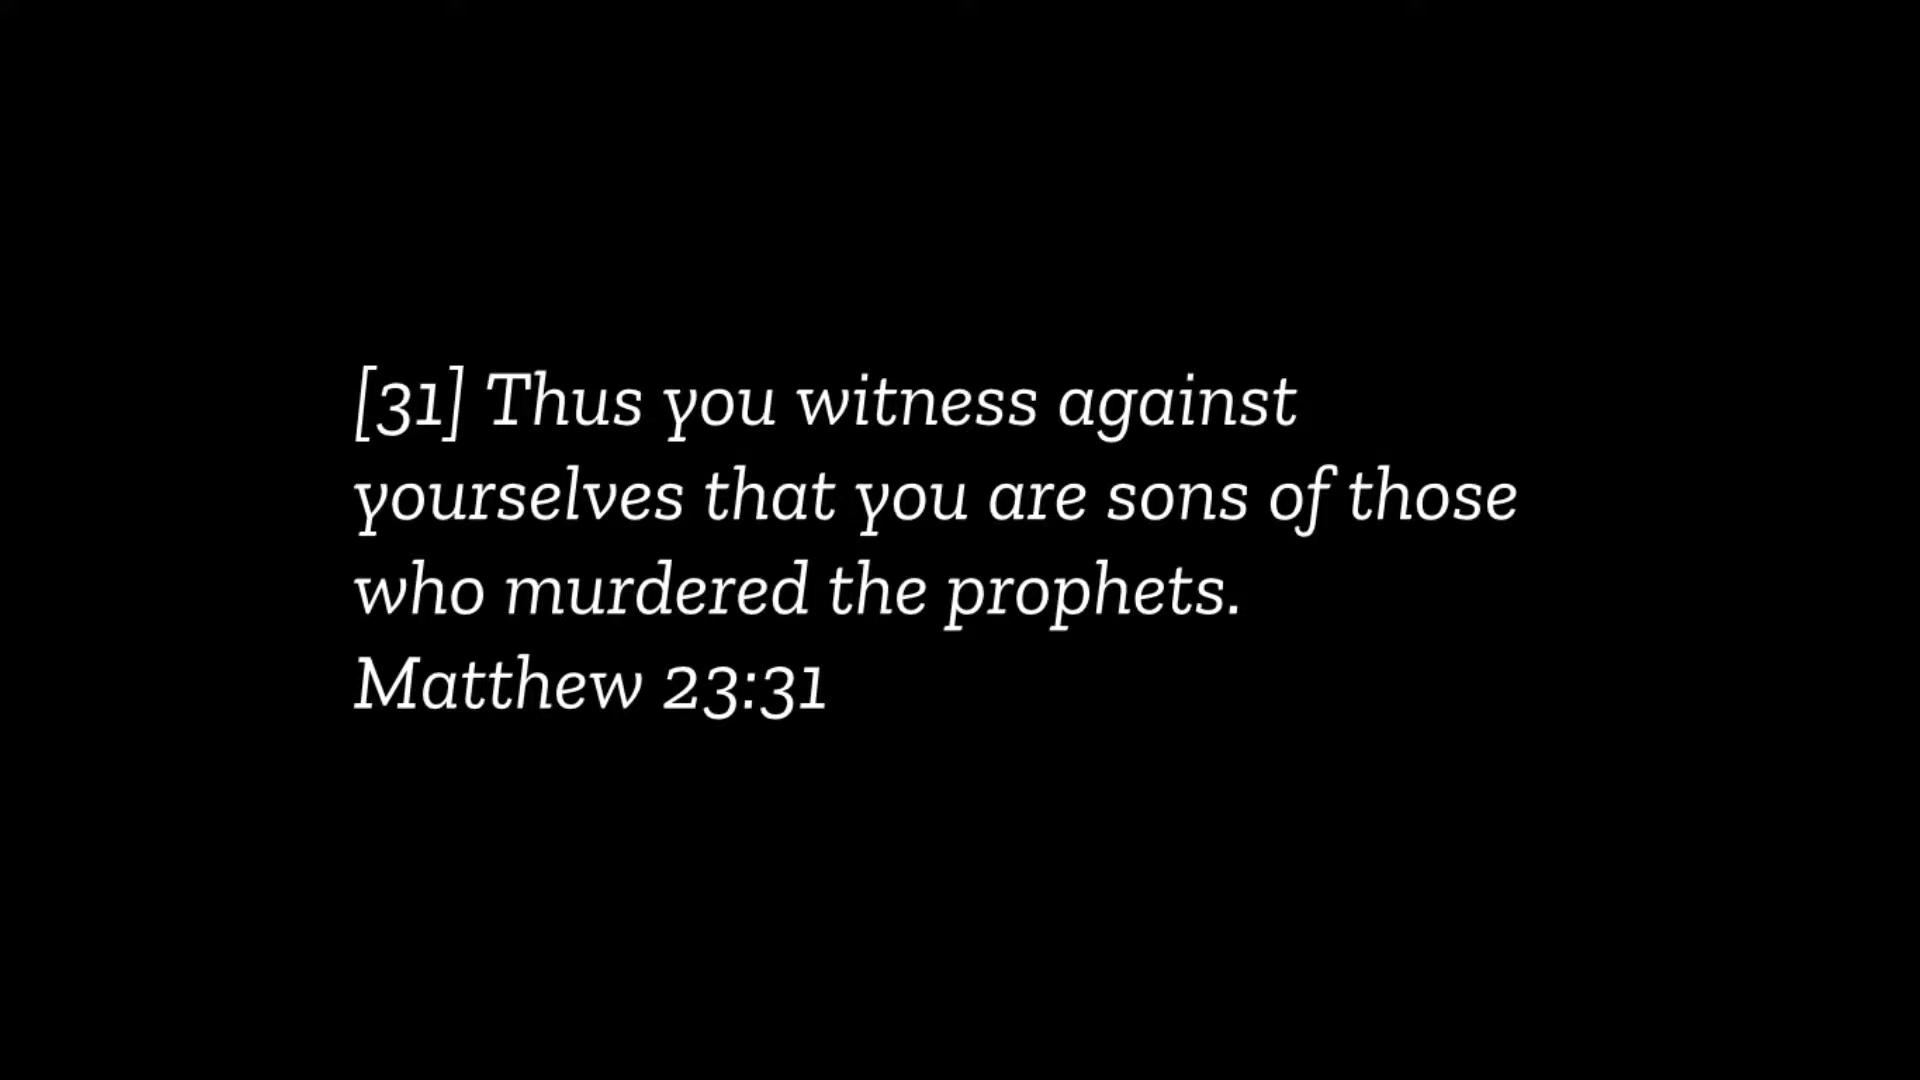 [31] Thus you witness against
yourselves that you are sons of those
who murdered the prophets.
Matthew 23:31